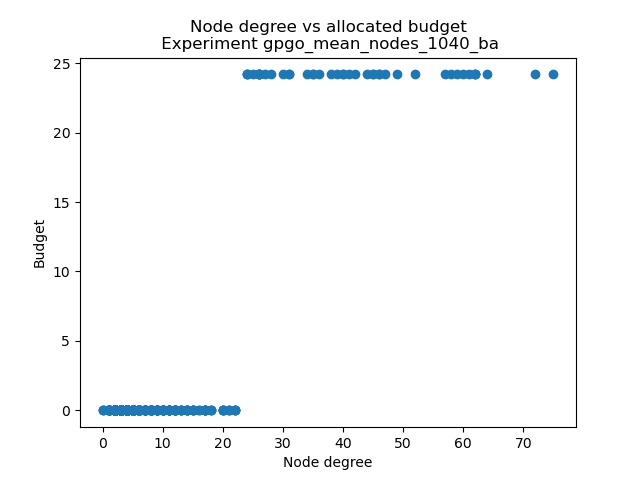 Node degree vs allocated budget
Experiment gpgo_mean_nodes_1040_ba
Budget
25
20
15
10
5
0
0 10 20 30 40 50 60 70
Node degree